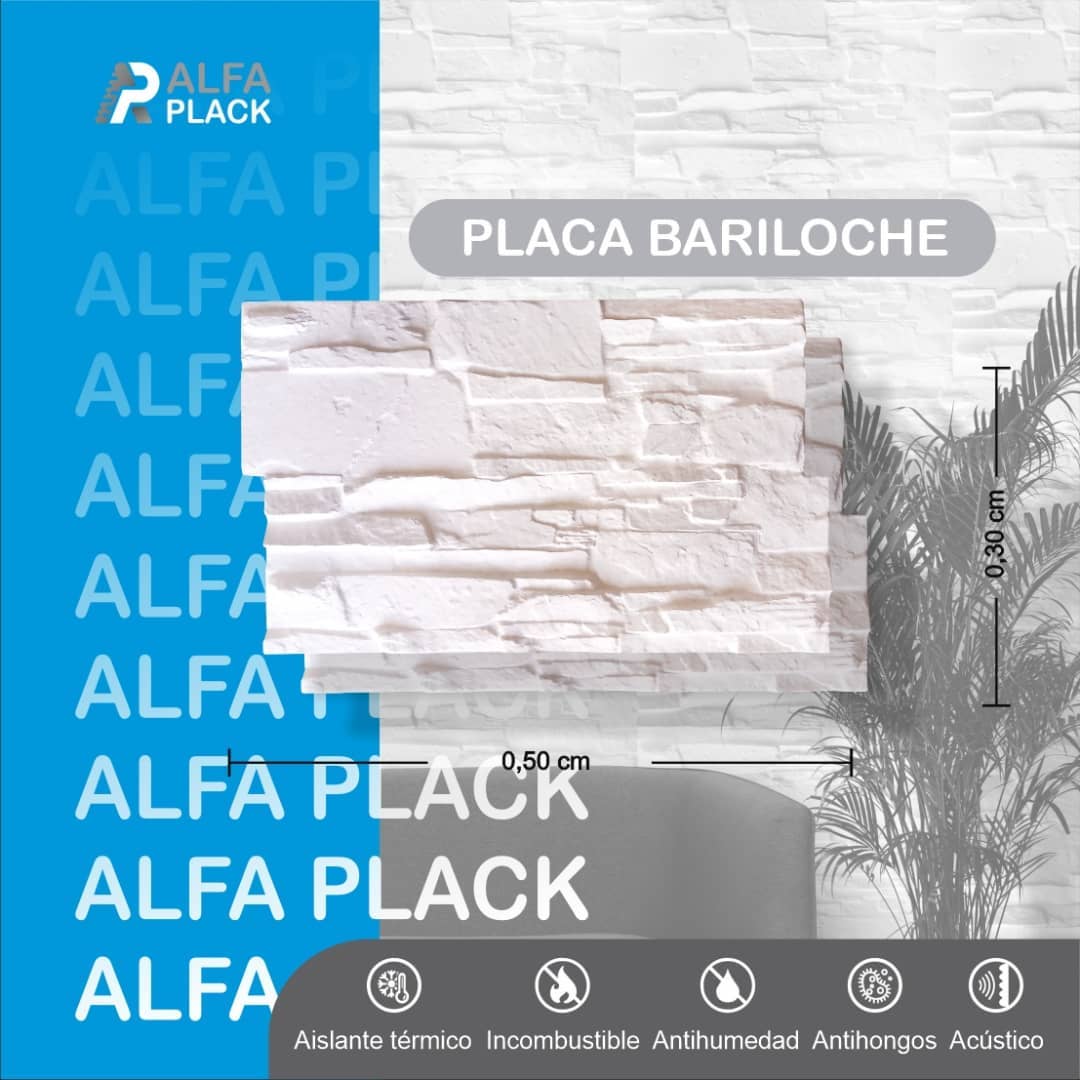 ALFA
PLACK
ALFA PL
ALFA PL
ALFA
ALFA
ALFA
ALFA PLACK
ALFA PLACK
ALFA PLACK
ALFA
PLACA BARILOCHE
0,30 cm
0,50 cm
Aislante térmico
Incombustible
Antihumedad
Antihongos
Acústico